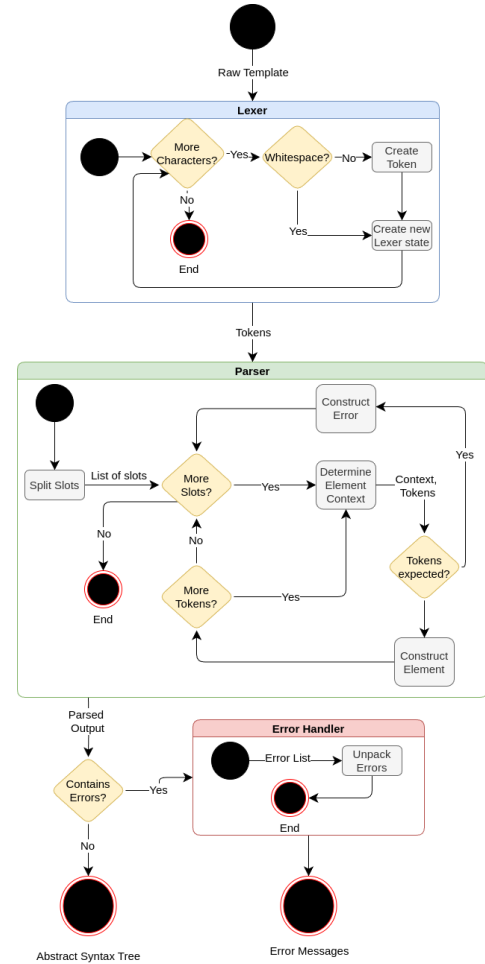 Raw Template
Lexer
More
Characters?
Yes
Whitespace?
No
Create
Token
No
Yes
Create new
Lexer state
End
Tokens
Parser
Construct
Error
Split Slots
List of slots
More
Slots?
Yes
Determine
Element
Context
Context,
Tokens
Yes
No
No
Tokens
expected?
End
More
Tokens?
Yes
Construct
Element
Parsed
Output
Error Handler
Error List
Unpack
Errors
Contains
Errors?
Yes
End
No
Abstract Syntax Tree
Error Messages